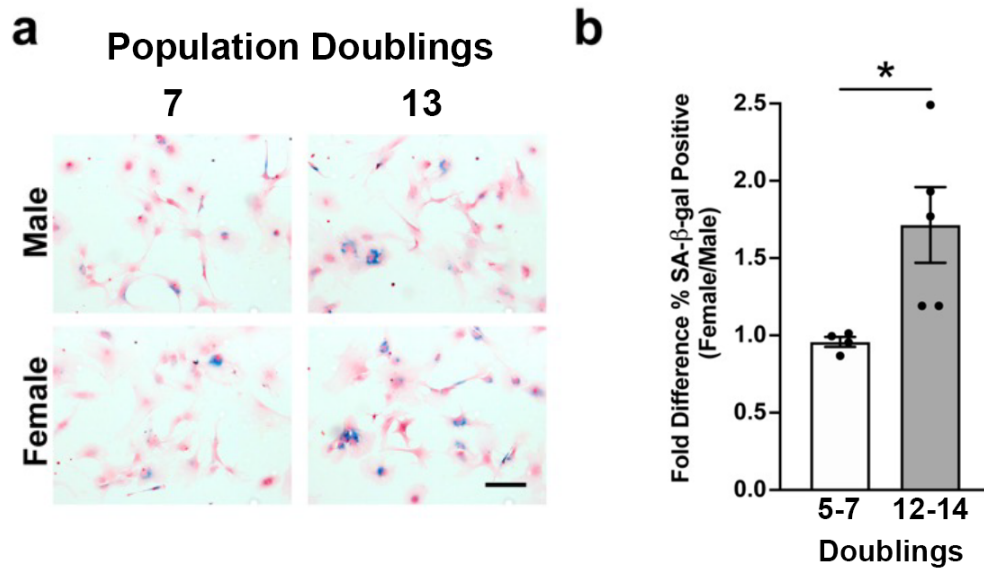 a
Population Doublings
7 13
Male
Female
b
*
Fold Difference % SA-β-gal Positive
(Female/Male)
2.5
2.0
1.5
1.0
0.5
0.0
5-7 12-14
Doublings